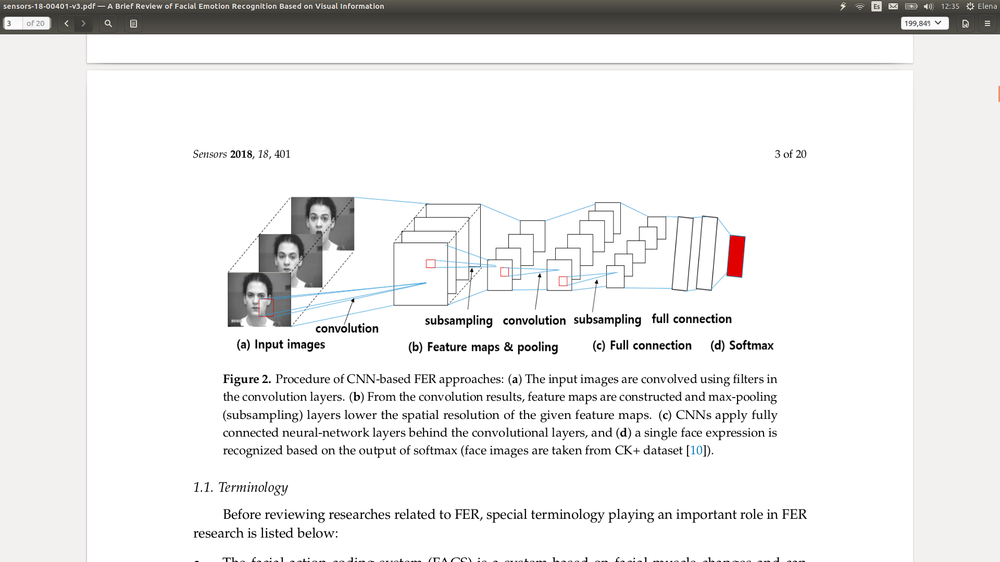 sensors-18-00401-v3.pdf — A Brief Review of Facial Emotion Recognition Based on Visual Information
Es
12:35
Elena
3 of 20
199,84%
Sensors 2018, 18, 401
3 of 20
subsampling convolution subsampling full connection
convolution
(a) Input images
(b) Feature maps & pooling
(c) Full connection
(d) Softmax
Figure 2. Procedure of CNN-based FER approaches: (a) The input images are convolved using filters in
the convolution layers. (b) From the convolution results, feature maps are constructed and max-pooling
(subsampling) layers lower the spatial resolution of the given feature maps. (c) CNNs apply fully
connected neural-network layers behind the convolutional layers, and (d) a single face expression is
recognized based on the output of softmax (face images are taken from CK+ dataset [10]).
1.1. Terminology
Before reviewing researches related to FER, special terminology playing an important role in FER
research is listed below:
The facial action coding system (FACS) is a system based on facial muscle changes and can